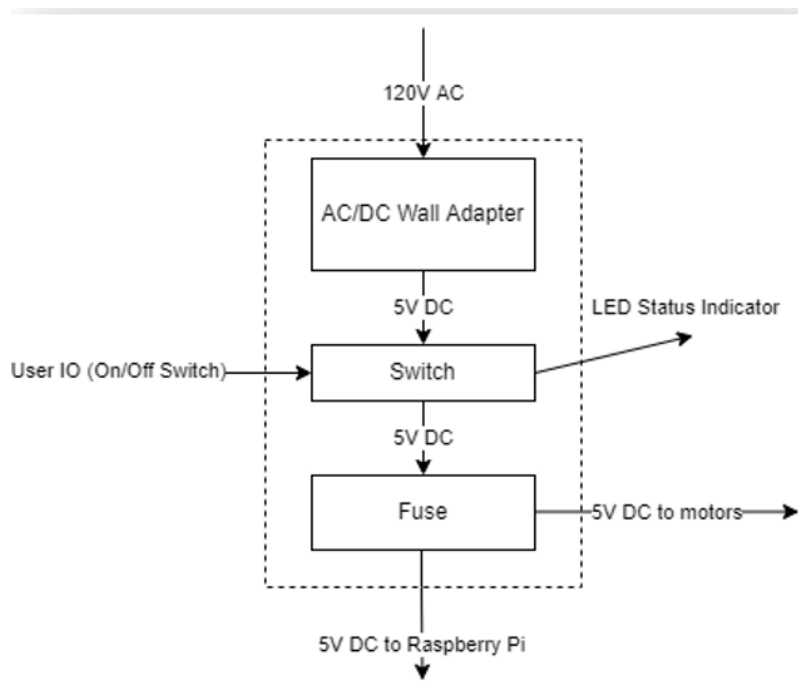 120V AC
AC/DC Wall Adapter
5V DC
LED Status Indicator
User IO (On/Off Switch)
Switch
5V DC
Fuse
5V DC to motors
5V DC to Raspberry Pi